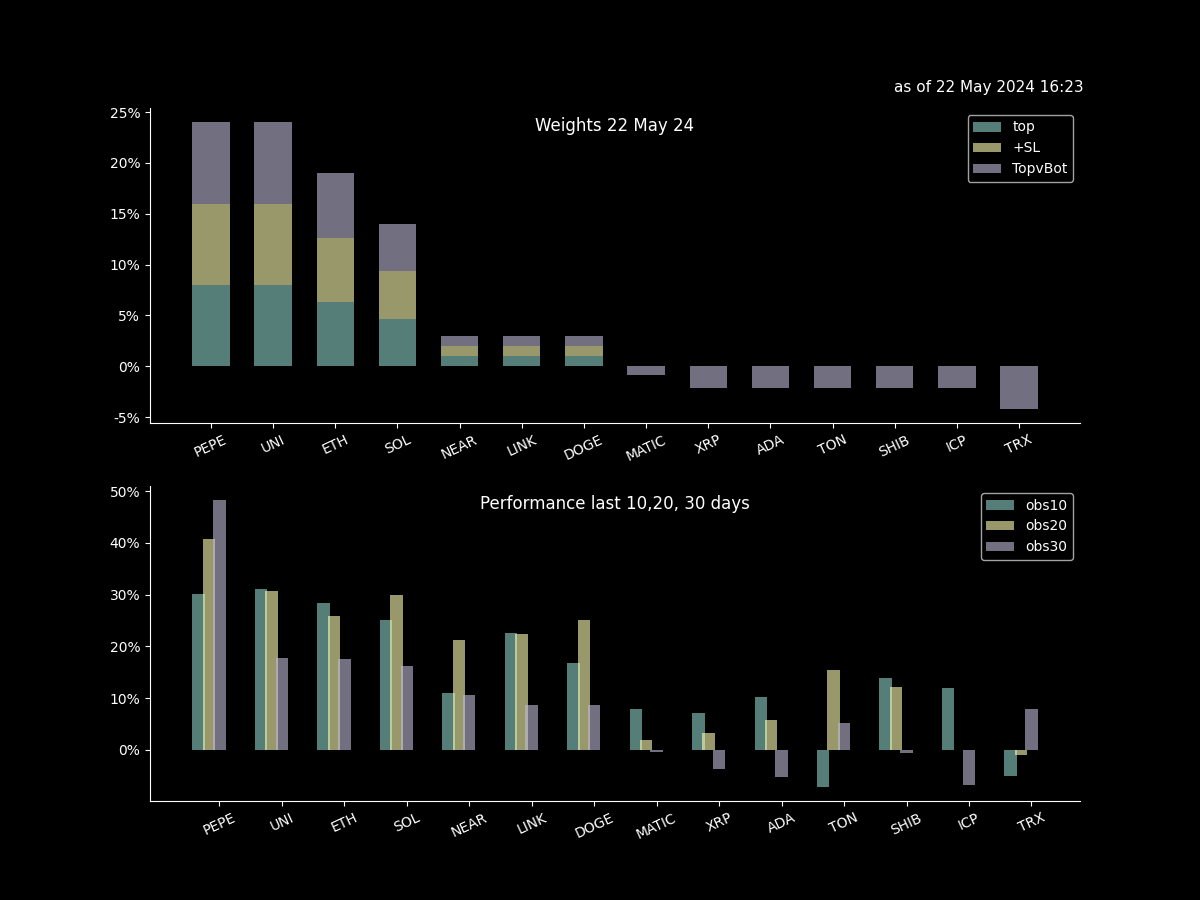 as of 22 May 2024 16:23
Weights 22 May 24
top
+SL
TopvBot
25%
20%
15%
10%
5%
0%
-5%
PEPE UNI ETH SOL NEAR LINK DOGE MATIC XRP ADA TON SHIB ICP TRX
Performance last 10,20, 30 days
obs10
obs20
obs30
50%
40%
30%
20%
10%
0%
PEPE UNI ETH SOL NEAR LINK DOGE MATIC XRP ADA TON SHIB ICP TRX